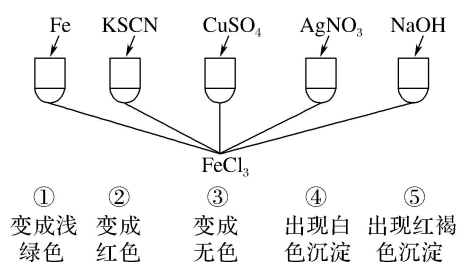 Fe KSCN CuSO₄ AgNO₃ NaOH
FeCl₃
① ② ③ ④ ⑤
变成浅 变成 变成 出现白 出现红褐
绿色 红色 无色 色沉淀 色沉淀